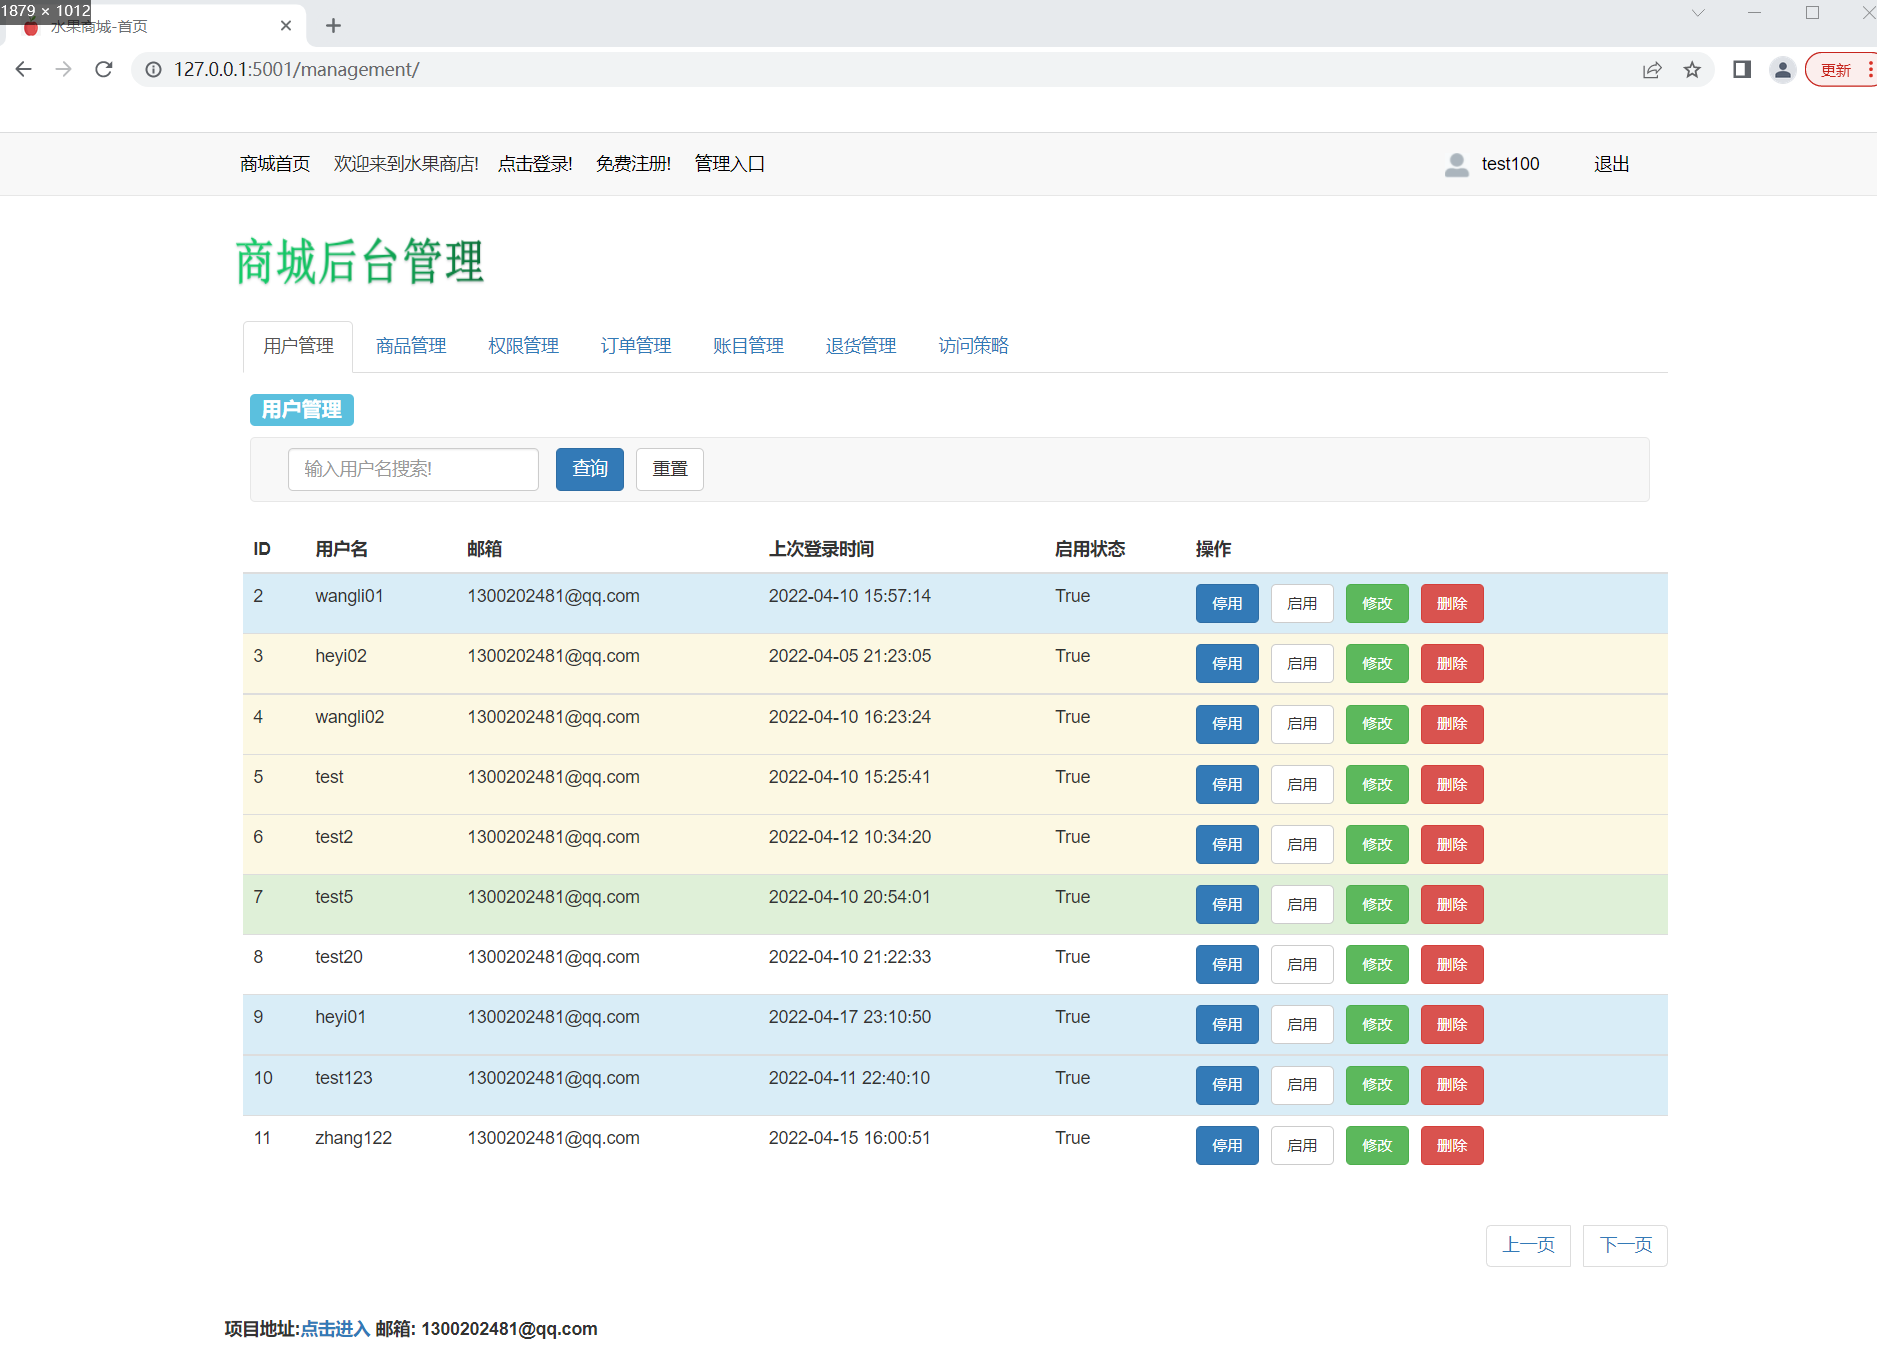 1879 × 1012
水果商城-首页
127.0.0.1:5001/management/
更新
商城首页 欢迎来到水果商店! 点击登录! 免费注册! 管理入口 test100 退出
商城后台管理
用户管理 商品管理 权限管理 订单管理 账目管理 退货管理 访问策略
用户管理
输入用户名搜索! 查询 重置
ID 用户名 邮箱 上次登录时间 启用状态 操作
2 wangli01 1300202481@qq.com 2022-04-10 15:57:14 True 停用 启用 修改 删除
3 heyi02 1300202481@qq.com 2022-04-05 21:23:05 True 停用 启用 修改 删除
4 wangli02 1300202481@qq.com 2022-04-10 16:23:24 True 停用 启用 修改 删除
5 test 1300202481@qq.com 2022-04-10 15:25:41 True 停用 启用 修改 删除
6 test2 1300202481@qq.com 2022-04-12 10:34:20 True 停用 启用 修改 删除
7 test5 1300202481@qq.com 2022-04-10 20:54:01 True 停用 启用 修改 删除
8 test20 1300202481@qq.com 2022-04-10 21:22:33 True 停用 启用 修改 删除
9 heyi01 1300202481@qq.com 2022-04-17 23:10:50 True 停用 启用 修改 删除
10 test123 1300202481@qq.com 2022-04-11 22:40:10 True 停用 启用 修改 删除
11 zhang122 1300202481@qq.com 2022-04-15 16:00:51 True 停用 启用 修改 删除
上一页 下一页
项目地址:点击进入 邮箱: 1300202481@qq.com